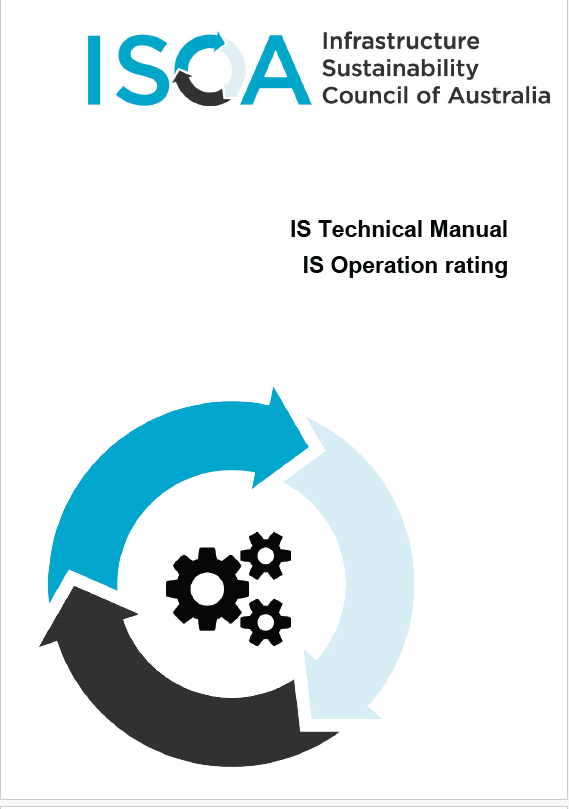 ISCA
Infrastructure
Sustainability
Council of Australia
IS Technical Manual
IS Operation rating